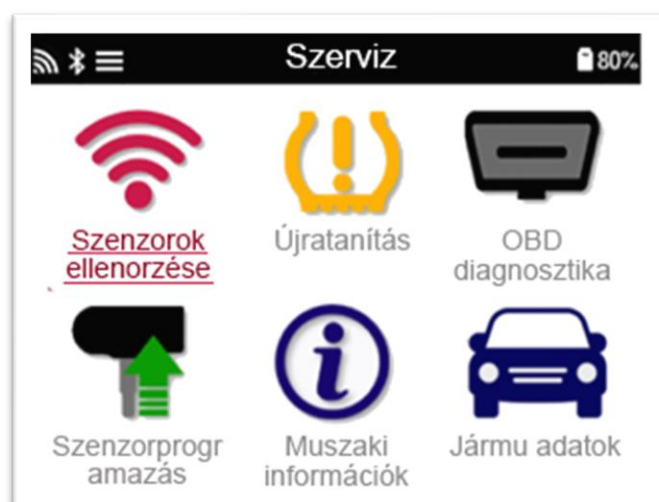 Szerviz
80%
Szenzorok
ellenorzése
Újratanítás
OBD
diagnosztika
Szenzorprogr
amazás
Muszaki
információk
Jármu adatok